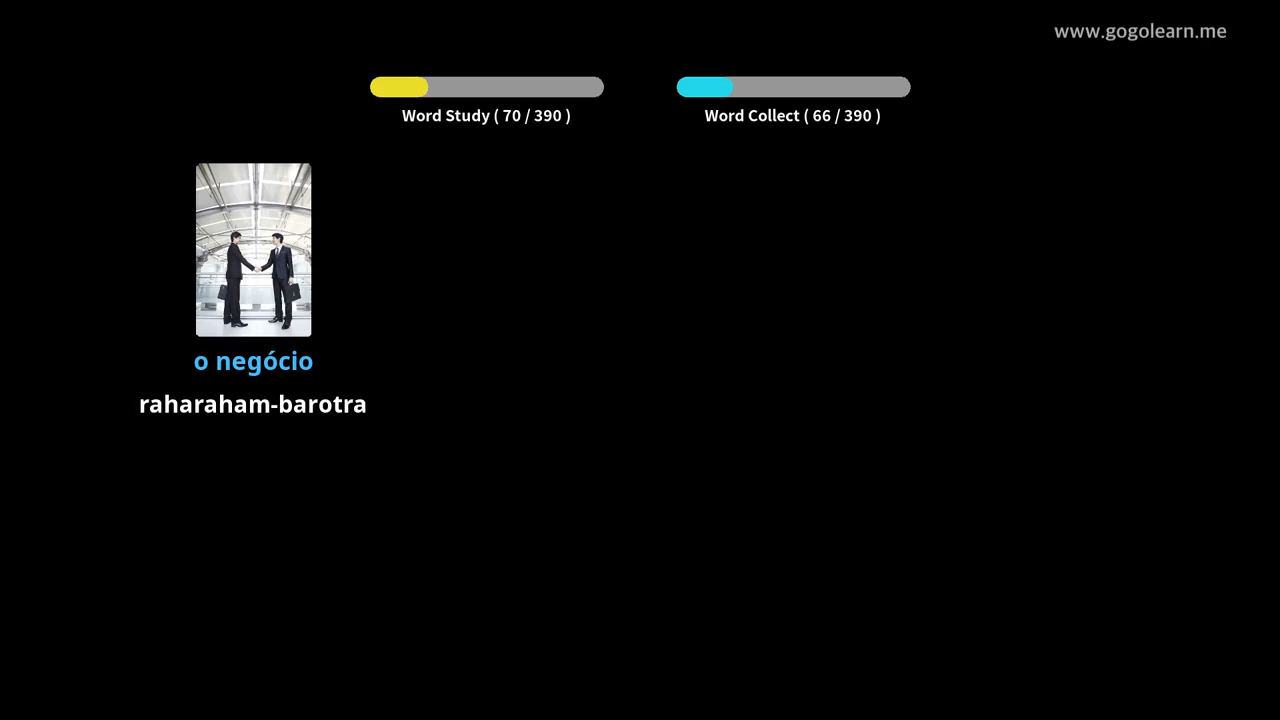 www.gogolearn.me
Word Study ( 70 / 390 )
Word Collect ( 66 / 390 )
o negócio
raharaham-barotra